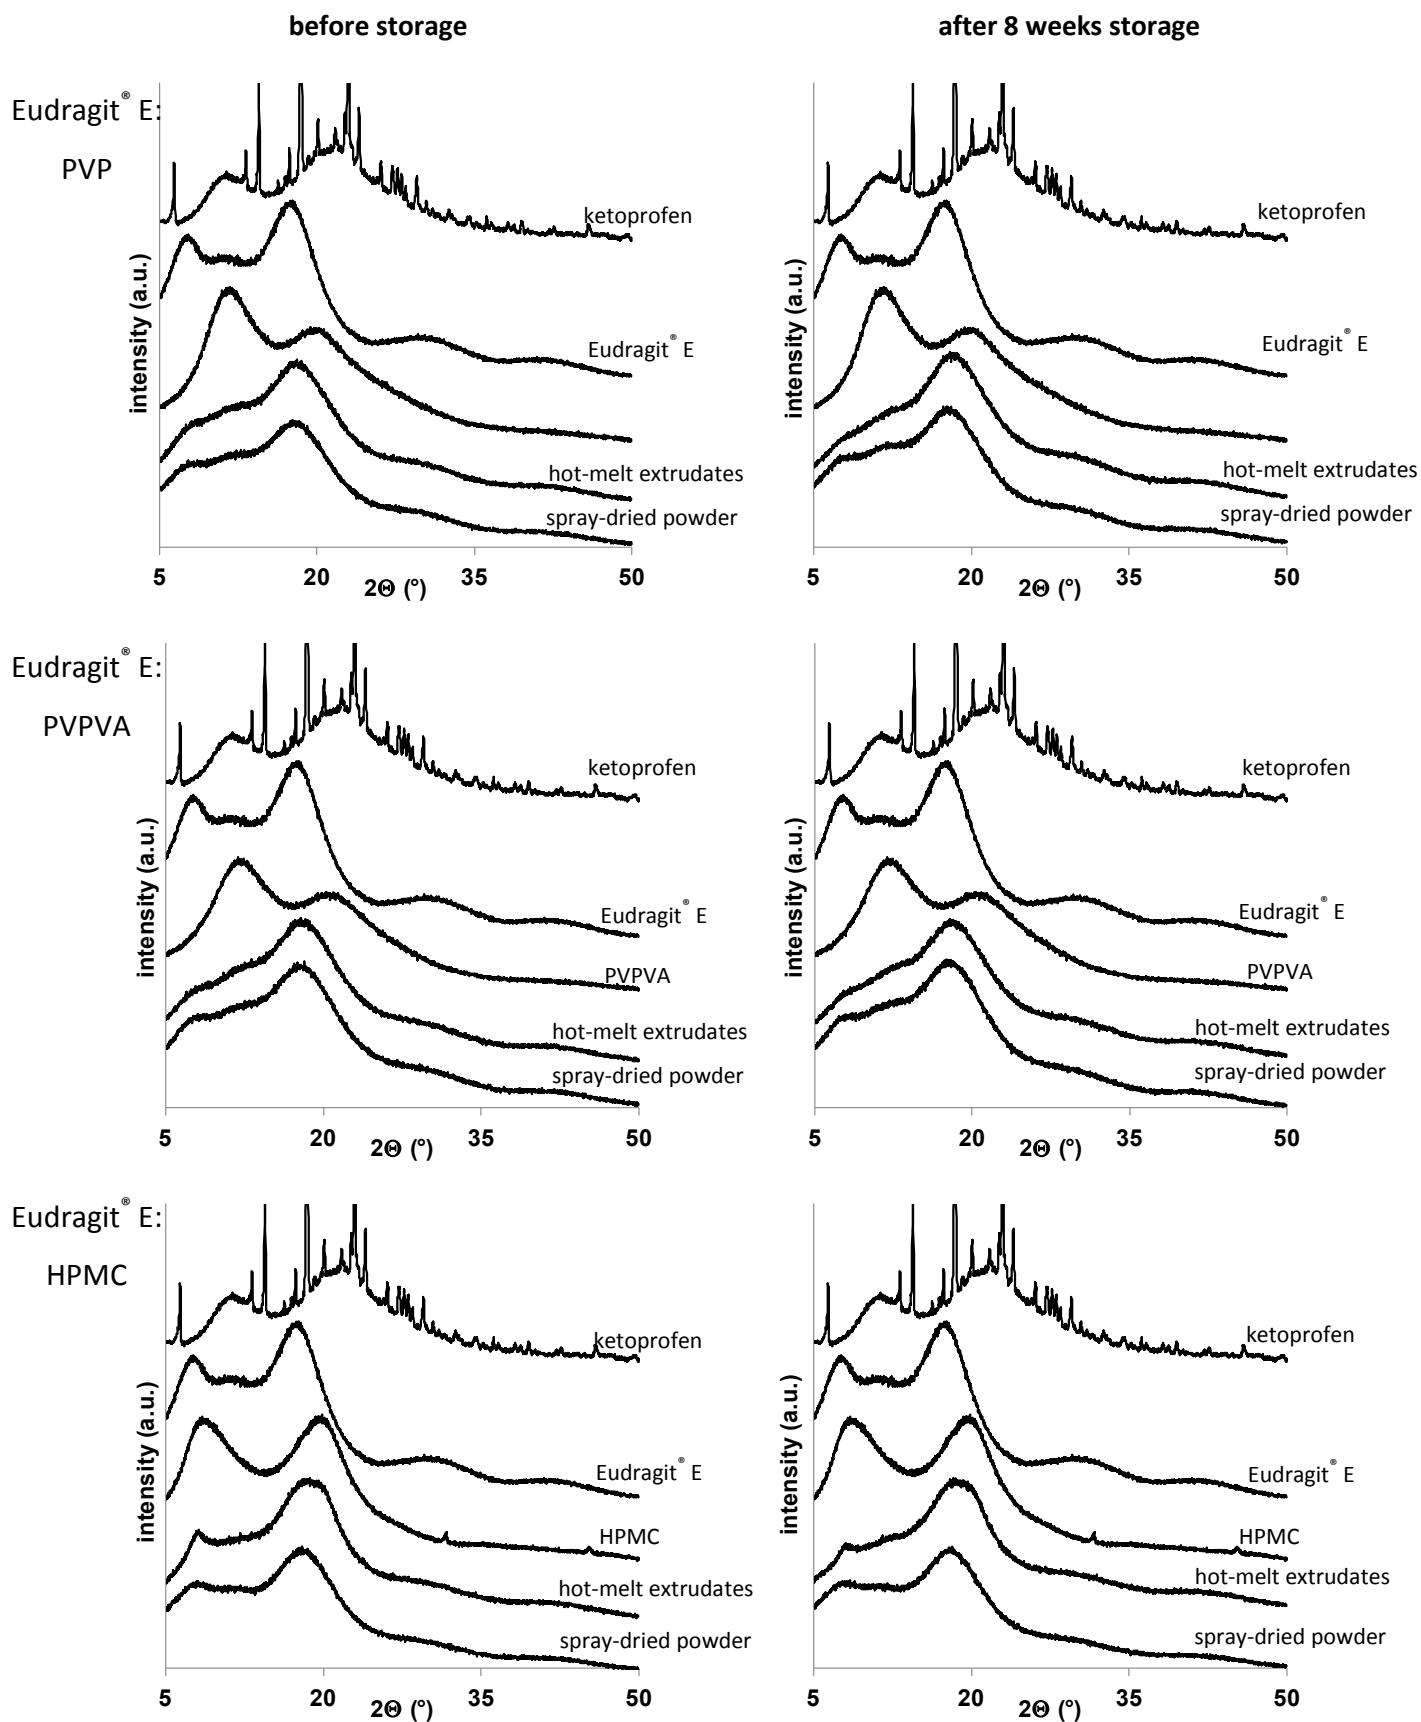 before storage
after 8 weeks storage
Eudragit® E:
PVP
intensity (a.u.)
ketoprofen
Eudragit® E
hot-melt extrudates
spray-dried powder
5 20 35 50
2Θ (°)
intensity (a.u.)
ketoprofen
Eudragit® E
hot-melt extrudates
spray-dried powder
5 20 35 50
2Θ (°)
Eudragit® E:
PVPVA
intensity (a.u.)
ketoprofen
Eudragit® E
PVPVA
hot-melt extrudates
spray-dried powder
5 20 35 50
2Θ (°)
intensity (a.u.)
ketoprofen
Eudragit® E
PVPVA
hot-melt extrudates
spray-dried powder
5 20 35 50
2Θ (°)
Eudragit® E:
HPMC
intensity (a.u.)
ketoprofen
Eudragit® E
HPMC
hot-melt extrudates
spray-dried powder
5 20 35 50
2Θ (°)
intensity (a.u.)
ketoprofen
Eudragit® E
HPMC
hot-melt extrudates
spray-dried powder
5 20 35 50
2Θ (°)